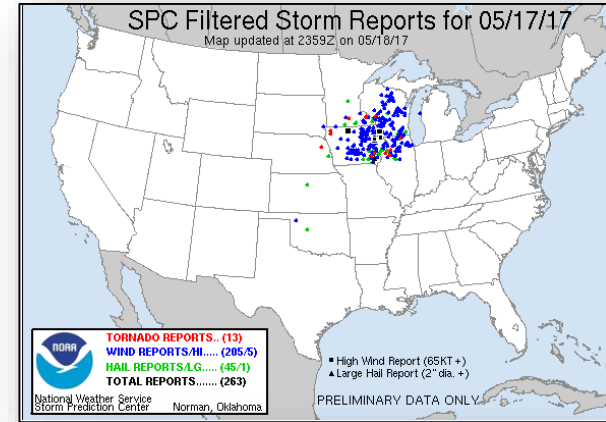 SPC Filtered Storm Reports for 05/17/17
Map updated at 2359Z on 05/18/17
NOAA
TORNADO REPORTS.. (13)
WIND REPORTS/HI..... (205/5)
HAIL REPORTS/LG..... (45/1)
TOTAL REPORTS....... (263)
National Weather Service
Storm Prediction Center Norman, Oklahoma
High Wind Report (65KT +)
Large Hail Report (2" dia. +)
PRELIMINARY DATA ONLY